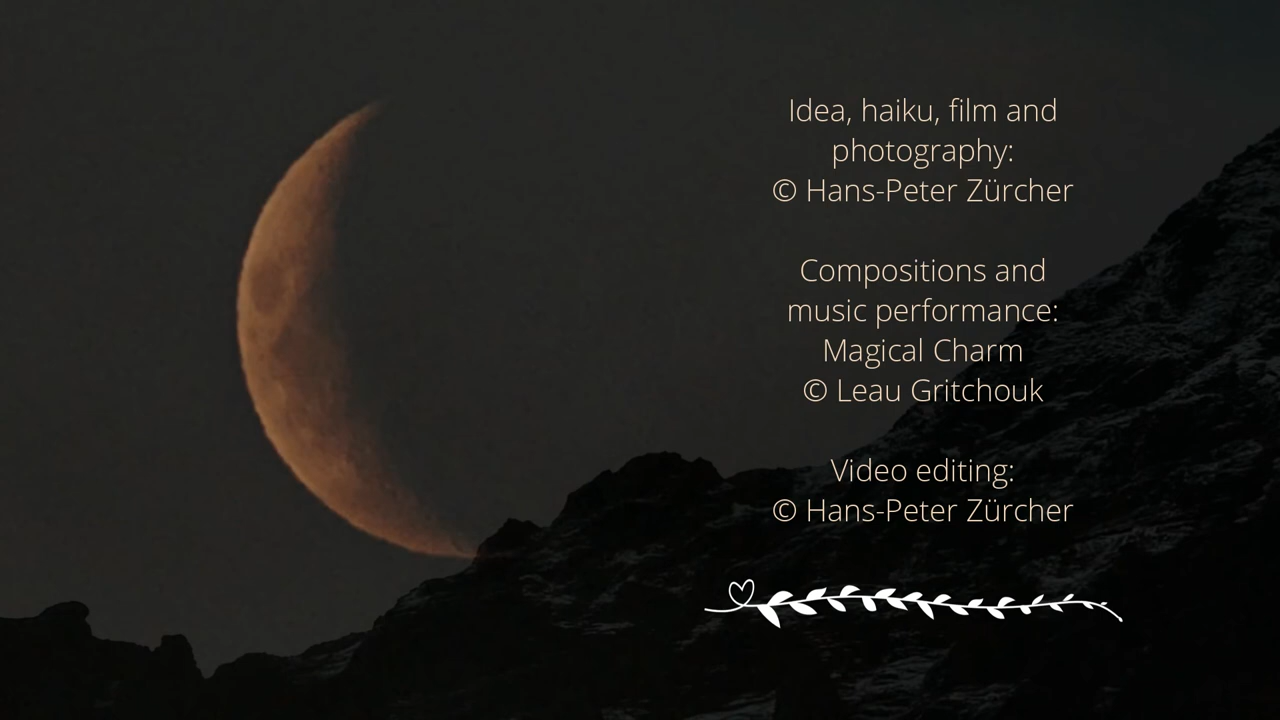 Idea, haiku, film and
photography:
© Hans-Peter Zürcher
Compositions and
music performance:
Magical Charm
© Leau Gritchouk
Video editing:
© Hans-Peter Zürcher